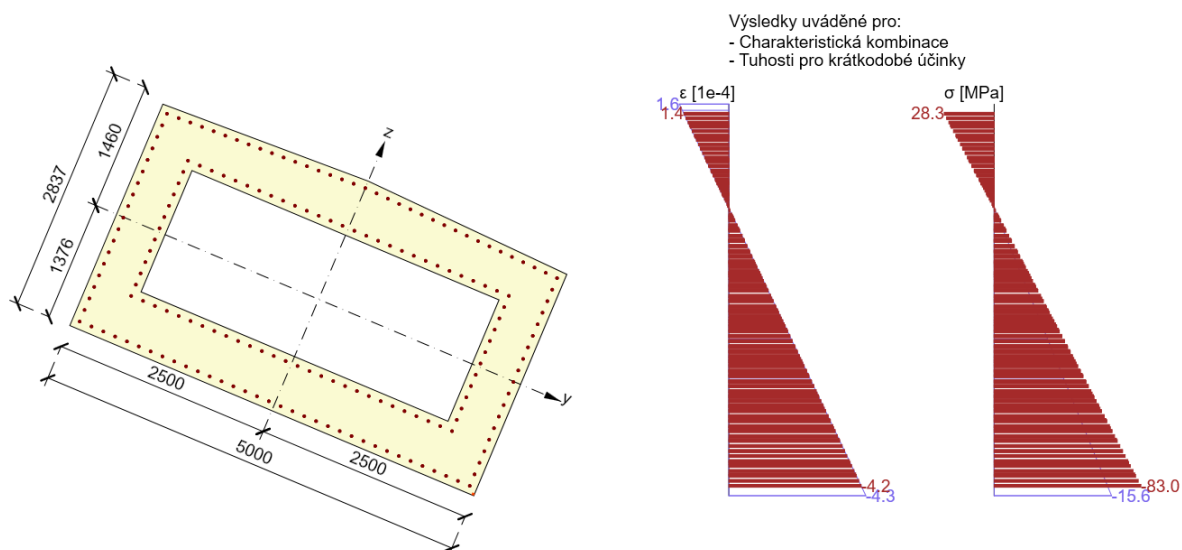 Výsledky uváděné pro:
- Charakteristická kombinace
- Tuhosti pro krátkodobé účinky
ε [1e-4]
σ [MPa]
1.6
1.4
28.3
z
1460
2837
1376
y
2500
5000
2500
-4.2
-4.3
-83.0
-15.6